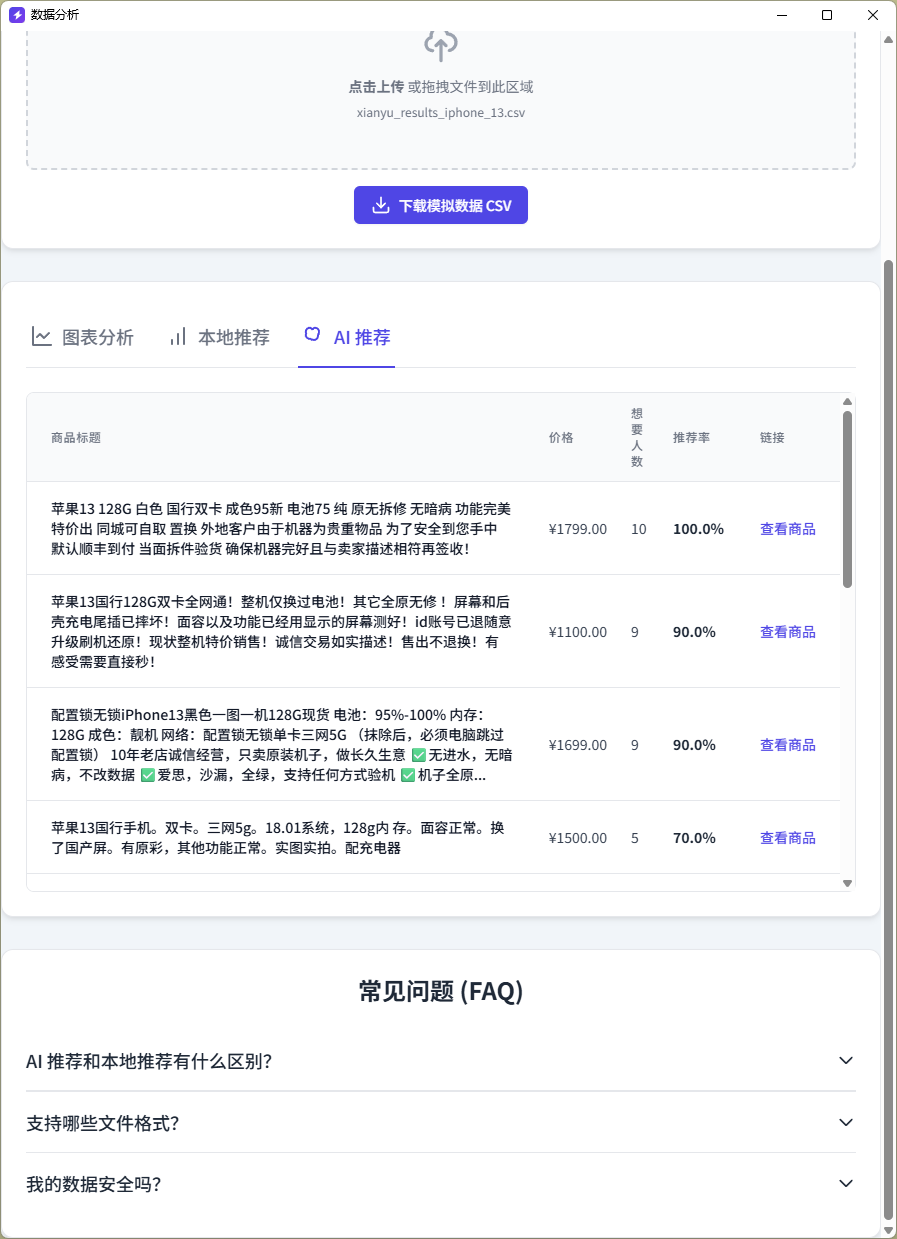 数据分析
点击上传 或拖拽文件到此区域
xianyu_results_iphone_13.csv
下载模拟数据 CSV
图表分析
本地推荐
AI 推荐
商品标题
价格
想
要
人
数
推荐率
链接
苹果13 128G 白色 国行双卡 成色95新 电池75 纯 原无拆修 无暗病 功能完美
特价出 同城可自取 置换 外地客户由于机器为贵重物品 为了安全到您手中
默认顺丰到付 当面拆件验货 确保机器完好且与卖家描述相符再签收！
¥1799.00
10
100.0%
查看商品
苹果13国行128G双卡全网通！整机仅换过电池！其它全原无修 ！屏幕和后
壳充电尾插已摔坏！面容以及功能已经用显示的屏幕测好！id账号已退随意
升级刷机还原！现状整机特价销售！诚信交易如实描述！售出不退换！有
感受需要直接秒！
¥1100.00
9
90.0%
查看商品
配置锁无锁iPhone13黑色一图一机128G现货 电池：95%-100% 内存：
128G 成色：靓机 网络：配置锁无锁单卡三网5G （抹除后，必须电脑跳过
配置锁） 10年老店诚信经营，只卖原装机子，做长久生意 ✅无进水，无暗
病，不改数据 ✅爱思，沙漏，全绿，支持任何方式验机 ✅机子全原...
¥1699.00
9
90.0%
查看商品
苹果13国行手机。双卡。三网5g。18.01系统，128g内 存。面容正常。换
了国产屏。有原彩，其他功能正常。实图实拍。配充电器
¥1500.00
5
70.0%
查看商品
常见问题 (FAQ)
AI 推荐和本地推荐有什么区别？
支持哪些文件格式？
我的数据安全吗？